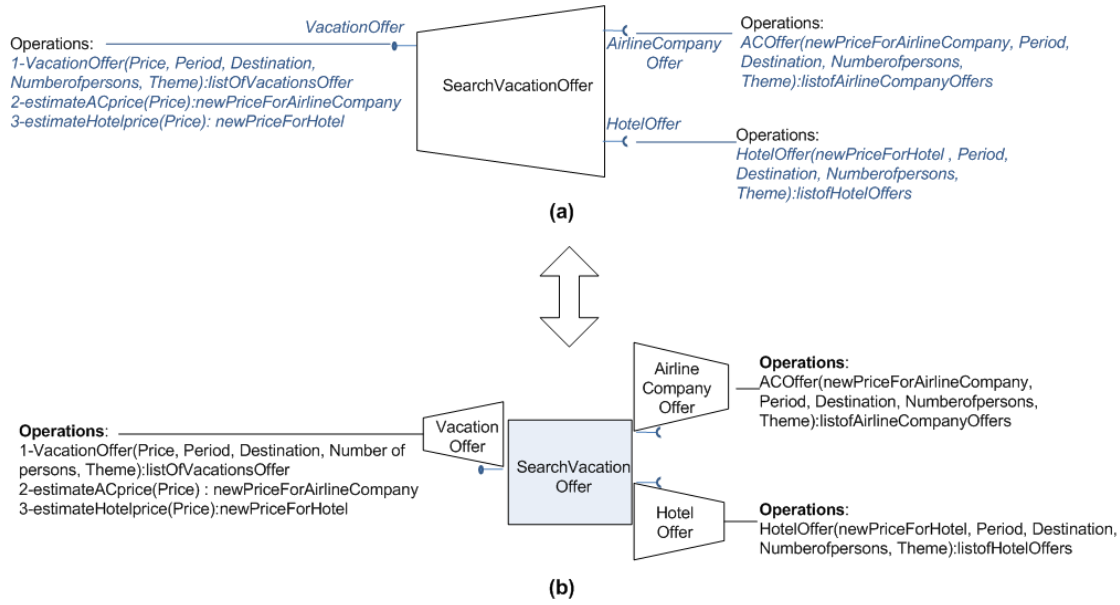 VacationOffer
Operations:
1-VacationOffer(Price, Period, Destination,
Numberofpersons, Theme):listOfVacationsOffer
2-estimateACprice(Price):newPriceForAirlineCompany
3-estimateHotelprice(Price): newPriceForHotel
SearchVacationOffer
AirlineCompany
Offer
Operations:
ACOffer(newPriceForAirlineCompany, Period,
Destination, Numberofpersons,
Theme):listofAirlineCompanyOffers
HotelOffer
Operations:
HotelOffer(newPriceForHotel , Period,
Destination, Numberofpersons,
Theme):listofHotelOffers
(a)
Operations:
1-VacationOffer(Price, Period, Destination, Number of
persons, Theme):listOfVacationsOffer
2-estimateACprice(Price) : newPriceForAirlineCompany
3-estimateHotelprice(Price):newPriceForHotel
Vacation
Offer
SearchVacation
Offer
Airline
Company
Offer
Operations:
ACOffer(newPriceForAirlineCompany,
Period, Destination, Numberofpersons,
Theme):listofAirlineCompanyOffers
Hotel
Offer
Operations:
HotelOffer(newPriceForHotel, Period, Destination,
Numberofpersons, Theme):listofHotelOffers
(b)